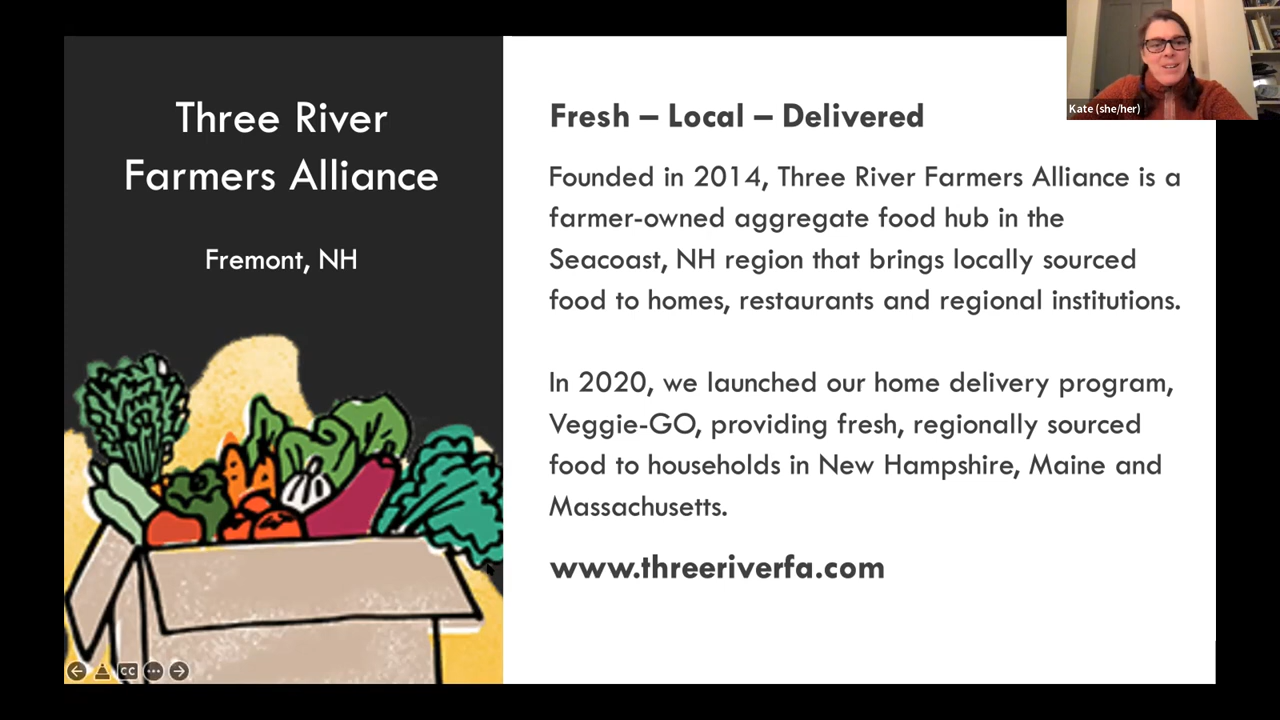 Three River
Farmers Alliance
Fremont, NH
Fresh – Local – Delivered
Founded in 2014, Three River Farmers Alliance is a
farmer-owned aggregate food hub in the
Seacoast, NH region that brings locally sourced
food to homes, restaurants and regional institutions.
In 2020, we launched our home delivery program,
Veggie-GO, providing fresh, regionally sourced
food to households in New Hampshire, Maine and
Massachusetts.
www.threeriverfa.com
Kate (she/her)
CC